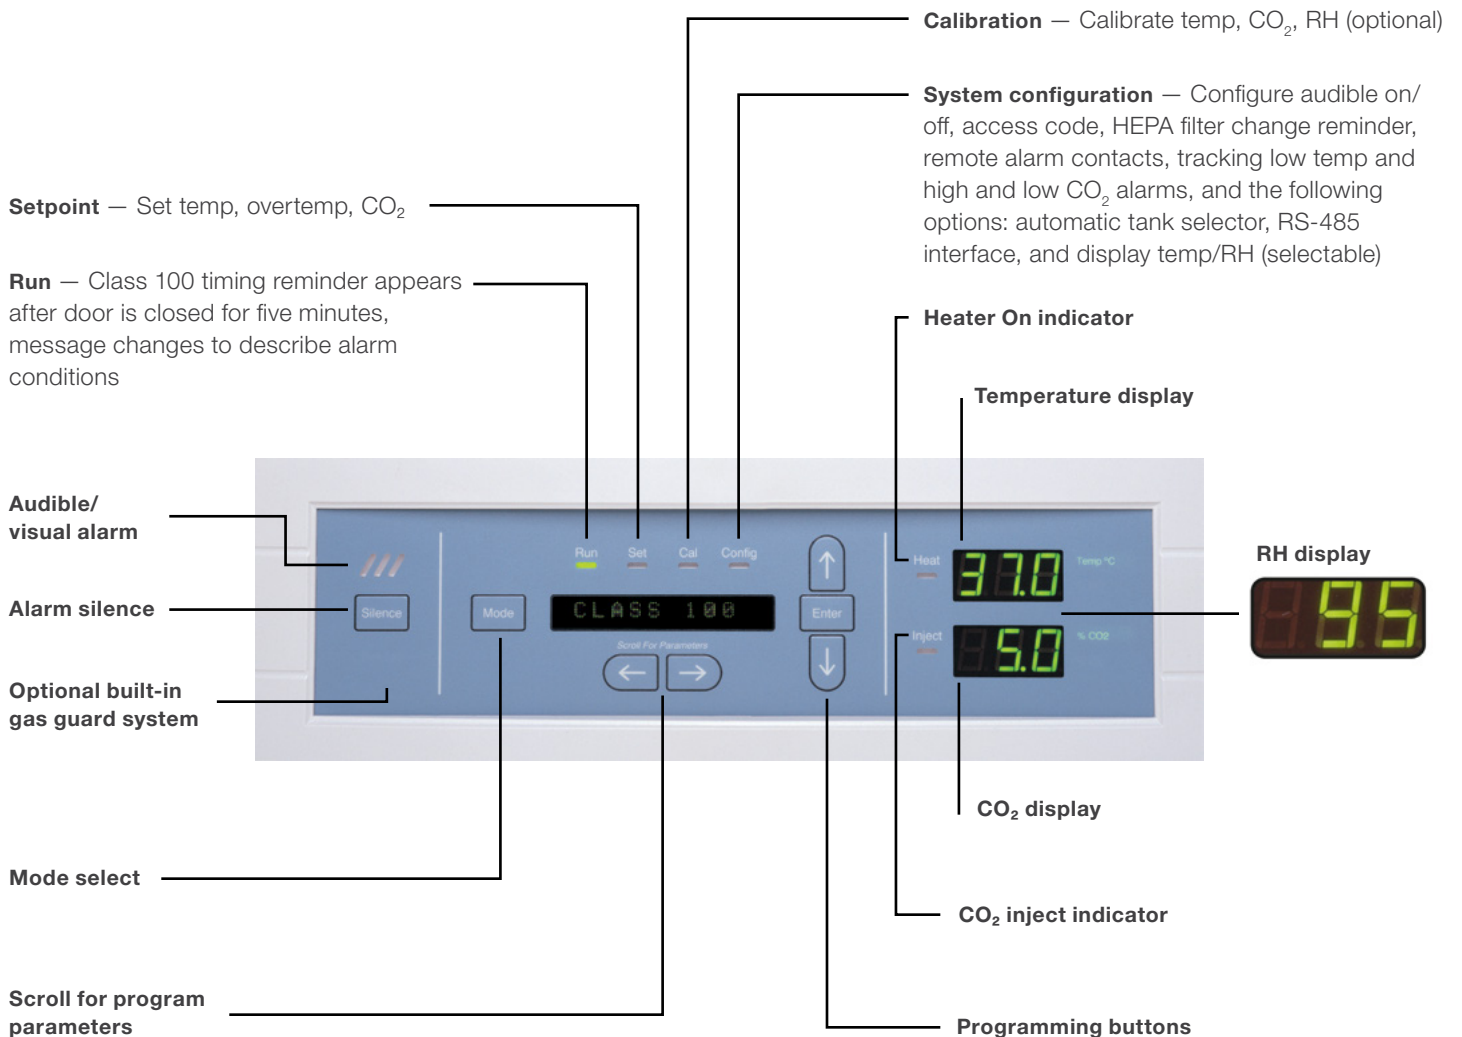 Calibration — Calibrate temp, CO₂, RH (optional)
System configuration — Configure audible on/
off, access code, HEPA filter change reminder,
remote alarm contacts, tracking low temp and
high and low CO₂ alarms, and the following
options: automatic tank selector, RS-485
interface, and display temp/RH (selectable)
Setpoint — Set temp, overtemp, CO₂
Run — Class 100 timing reminder appears
after door is closed for five minutes,
message changes to describe alarm
conditions
Heater On indicator
Temperature display
Audible/
visual alarm
Alarm silence
Optional built-in
gas guard system
Run Set Cal Config
Silence
Mode
CLASS 100
Enter
Scroll For Parameters
Heat
37.0
Temp °C
Inject
5.0
% CO2
RH display
95
CO₂ display
Mode select
CO₂ inject indicator
Scroll for program
parameters
Programming buttons